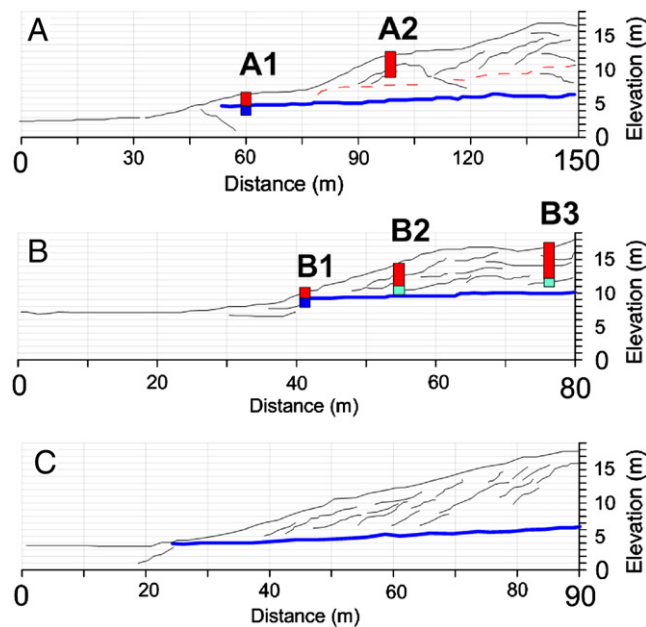 A
A1
A2
15
10
5
0
Elevation (m)
0 30 60 90 120 150
Distance (m)
B
B1
B2
B3
15
10
5
0
Elevation (m)
0 20 40 60 80
Distance (m)
C
15
10
5
0
Elevation (m)
0 20 40 60 80 90
Distance (m)